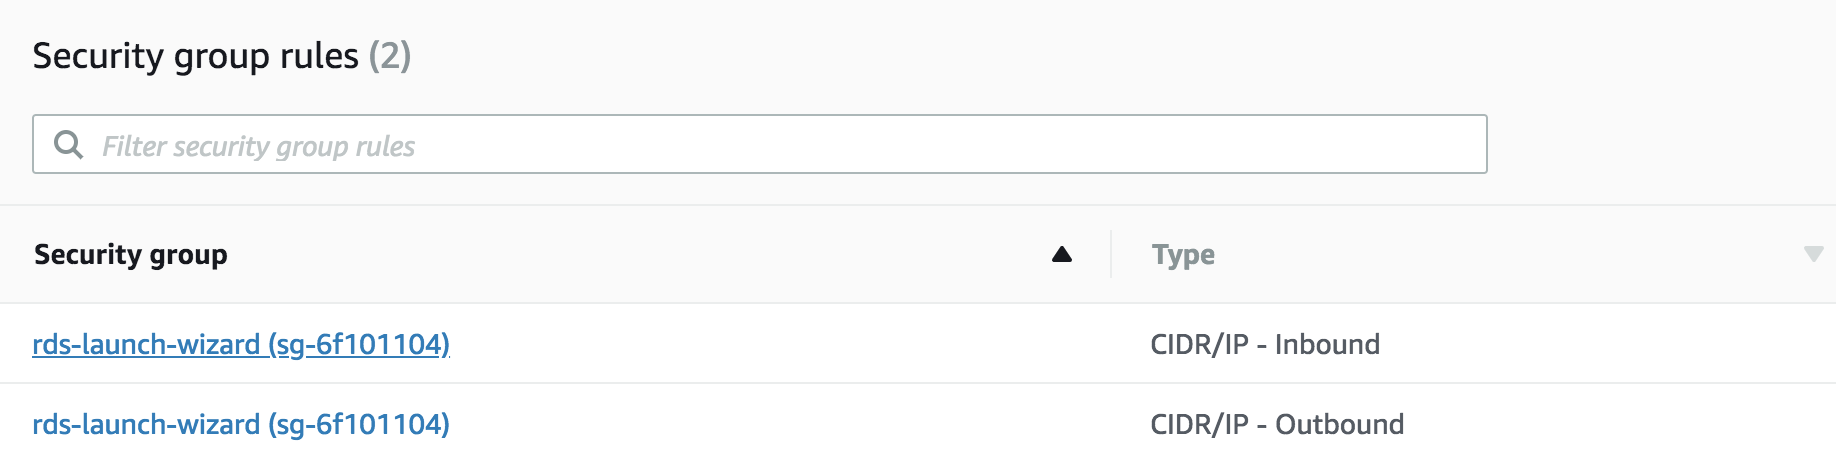 Security group rules (2)
Filter security group rules
Security group Type
rds-launch-wizard (sg-6f101104) CIDR/IP - Inbound
rds-launch-wizard (sg-6f101104) CIDR/IP - Outbound